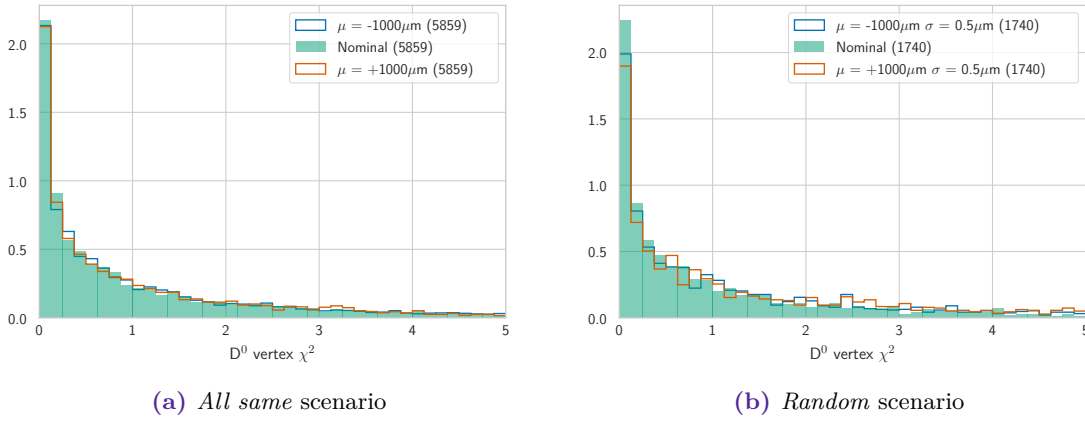 μ = -1000μm (5859)
Nominal (5859)
μ = +1000μm (5859)
2.0
1.5
1.0
0.5
0.0
0 1 2 3 4 5
D⁰ vertex χ²
(a) All same scenario
μ = -1000μm σ = 0.5μm (1740)
Nominal (1740)
μ = +1000μm σ = 0.5μm (1740)
2.0
1.5
1.0
0.5
0.0
0 1 2 3 4 5
D⁰ vertex χ²
(b) Random scenario